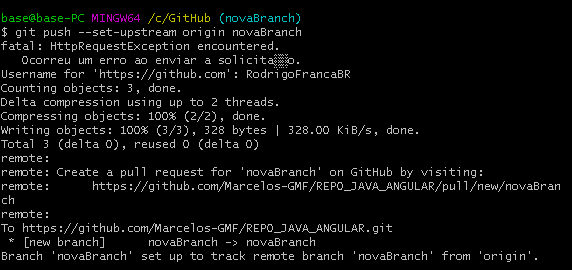 base@base-PC MINGW64 /c/GitHub (novaBranch)
$ git push --set-upstream origin novaBranch
fatal: HttpRequestException encountered.
   Ocorreu um erro ao enviar a solicita▒▒o.
Username for 'https://github.com': RodrigoFrancaBR
Counting objects: 3, done.
Delta compression using up to 2 threads.
Compressing objects: 100% (2/2), done.
Writing objects: 100% (3/3), 328 bytes | 328.00 KiB/s, done.
Total 3 (delta 0), reused 0 (delta 0)
remote:
remote: Create a pull request for 'novaBranch' on GitHub by visiting:
remote:      https://github.com/Marcelos-GMF/REPO_JAVA_ANGULAR/pull/new/novaBran
ch
remote:
To https://github.com/Marcelos-GMF/REPO_JAVA_ANGULAR.git
 * [new branch]      novaBranch -> novaBranch
Branch 'novaBranch' set up to track remote branch 'novaBranch' from 'origin'.